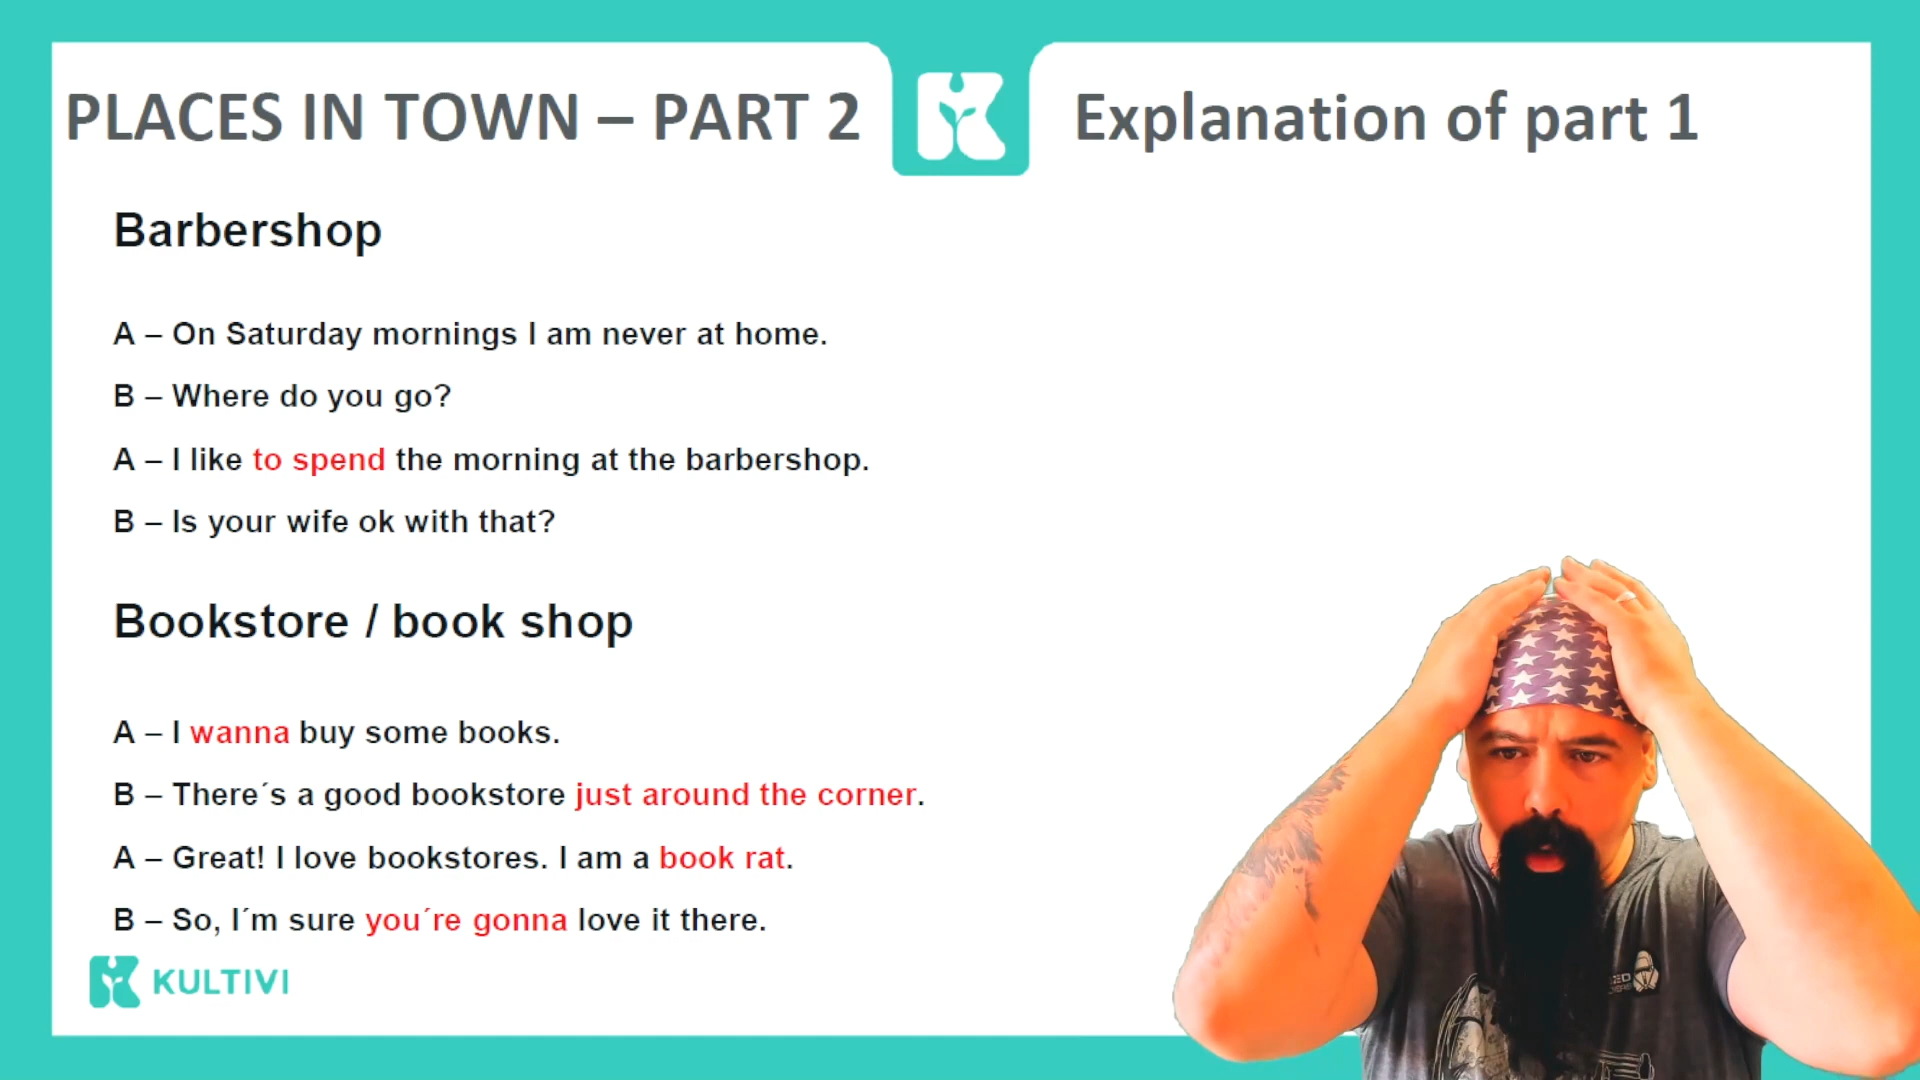 PLACES IN TOWN – PART 2
Explanation of part 1
Barbershop
A – On Saturday mornings I am never at home.
B – Where do you go?
A – I like to spend the morning at the barbershop.
B – Is your wife ok with that?
Bookstore / book shop
A – I wanna buy some books.
B – There´s a good bookstore just around the corner.
A – Great! I love bookstores. I am a book rat.
B – So, I´m sure you´re gonna love it there.
KULTIVI